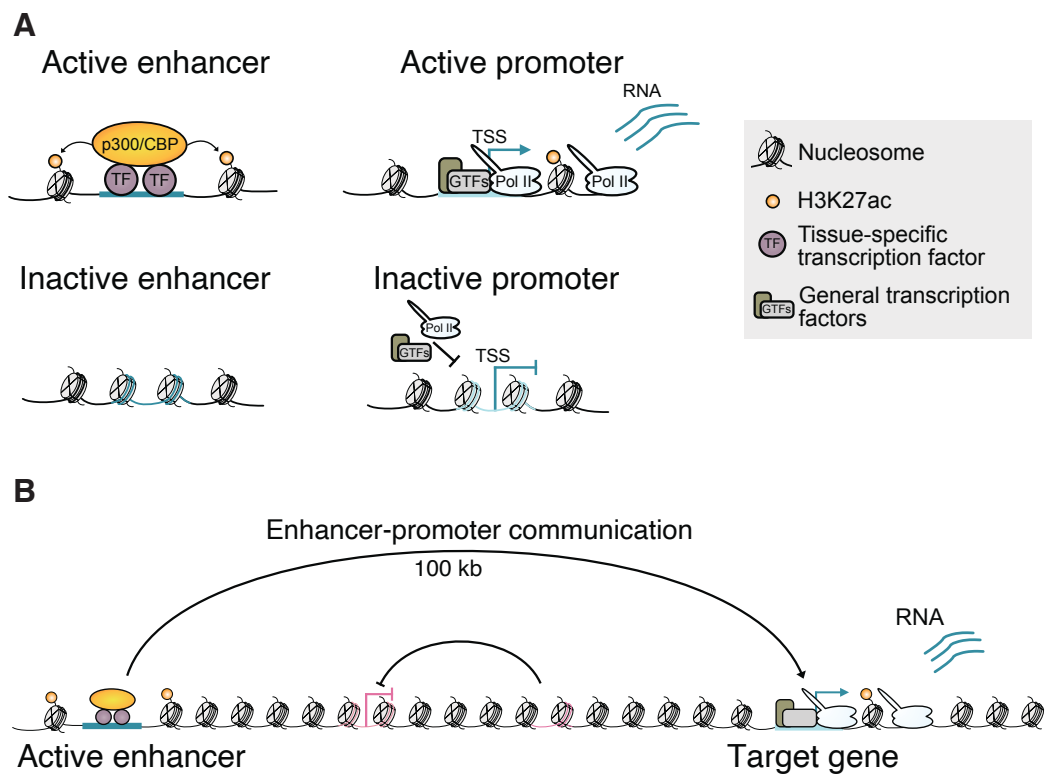 A
Active enhancer
Active promoter
RNA
p300/CBP
TF TF
TSS
GTFs Pol II
Pol II
Nucleosome
H3K27ac
TF
Tissue-specific
transcription factor
GTFs
General transcription
factors
Inactive enhancer
Inactive promoter
Pol II
GTFs
TSS
B
Enhancer-promoter communication
100 kb
RNA
Active enhancer
Target gene